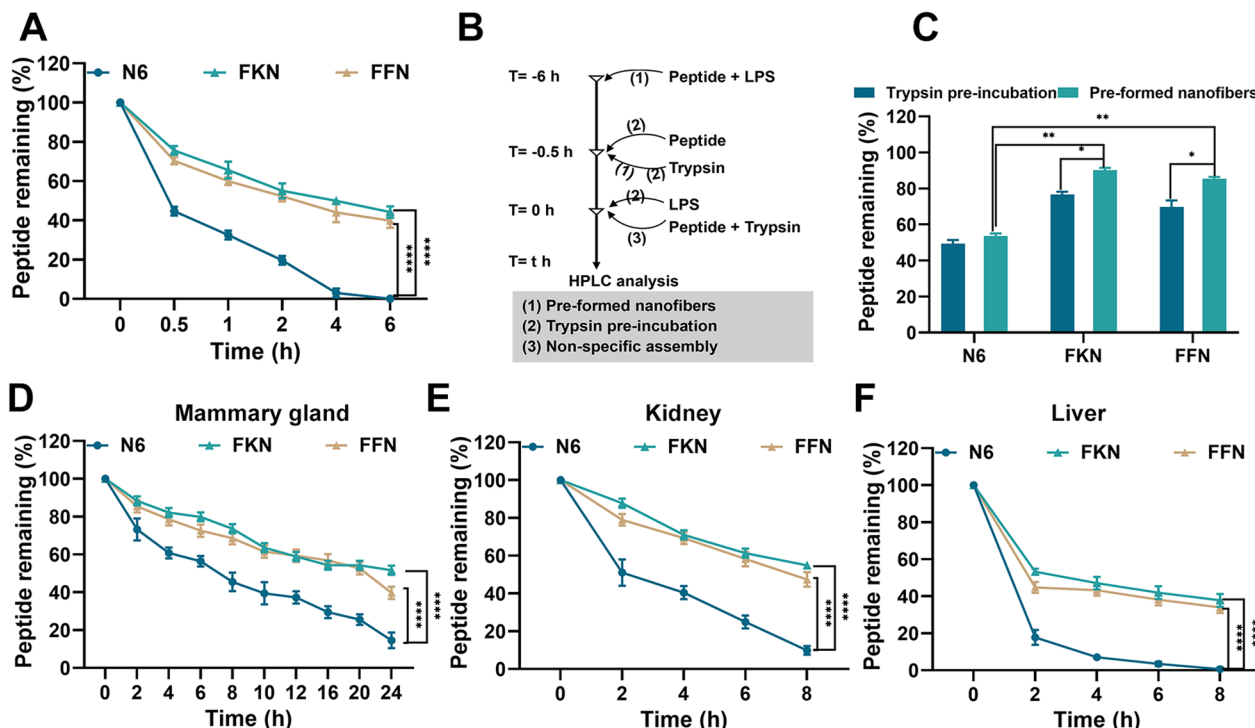 A
N6 FKN FFN
Peptide remaining (%)
120
100
80
60
40
20
0
****
****
0 0.5 1 2 4 6
Time (h)
B
T= -6 h
(1)
Peptide + LPS
(2)
Peptide
T= -0.5 h
(1)
(2)
Trypsin
T= 0 h
(2)
LPS
(3)
Peptide + Trypsin
T= t h
HPLC analysis
(1) Pre-formed nanofibers
(2) Trypsin pre-incubation
(3) Non-specific assembly
C
Trypsin pre-incubation Pre-formed nanofibers
Peptide remaining (%)
120
100
80
60
40
20
0
**
**
*
*
N6 FKN FFN
D
Mammary gland
N6 FKN FFN
Peptide remaining (%)
120
100
80
60
40
20
0
****
****
0 2 4 6 8 10 12 16 20 24
Time (h)
E
Kidney
N6 FKN FFN
Peptide remaining (%)
120
100
80
60
40
20
0
****
****
0 2 4 6 8
Time (h)
F
Liver
N6 FKN FFN
Peptide remaining (%)
120
100
80
60
40
20
0
****
****
0 2 4 6 8
Time (h)